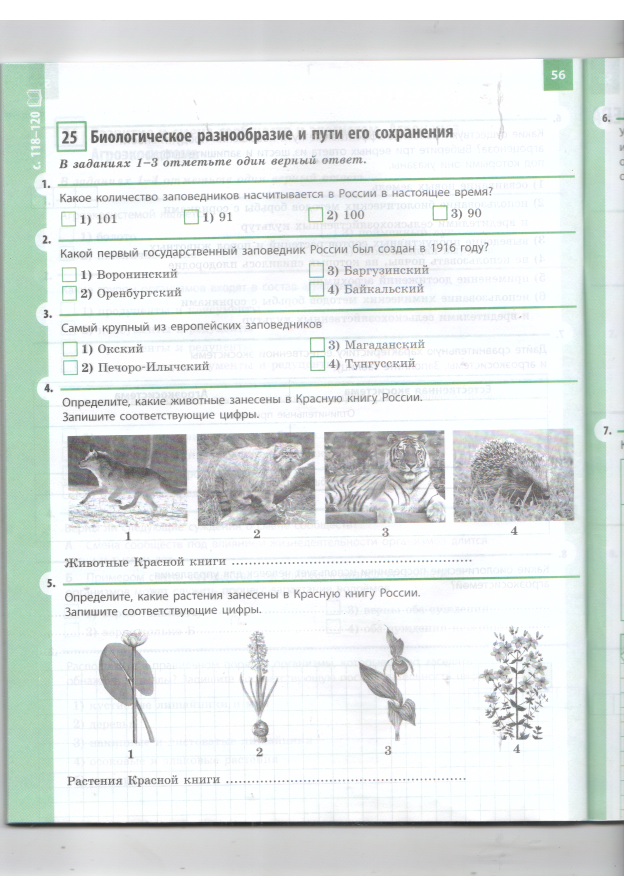 56
с. 118–120
25 Биологическое разнообразие и пути его сохранения
В заданиях 1–3 отметьте один верный ответ.
1.
Какое количество заповедников насчитывается в России в настоящее время?
1) 101 1) 91 2) 100 3) 90
2.
Какой первый государственный заповедник России был создан в 1916 году?
1) Воронинский 3) Баргузинский
2) Оренбургский 4) Байкальский
3.
Самый крупный из европейских заповедников
1) Окский 3) Магаданский
2) Печоро-Илычский 4) Тунгусский
4.
Определите, какие животные занесены в Красную книгу России.
Запишите соответствующие цифры.
1 2 3 4
Животные Красной книги
5.
Определите, какие растения занесены в Красную книгу России.
Запишите соответствующие цифры.
1 2 3 4
Растения Красной книги
6.
7.